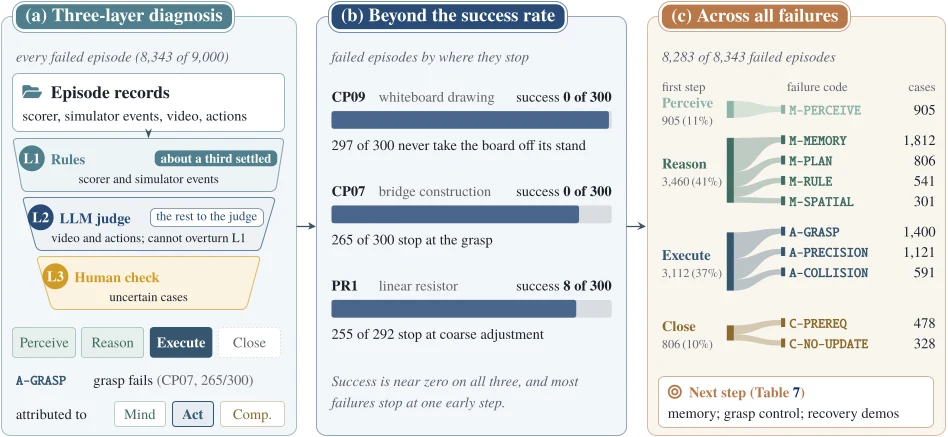 (a) Three-layer diagnosis
every failed episode (8,343 of 9,000)
Episode records
scorer, simulator events, video, actions
L1 Rules about a third settled
scorer and simulator events
L2 LLM judge the rest to the judge
video and actions; cannot overturn L1
L3 Human check
uncertain cases
Perceive Reason Execute Close
A-GRASP grasp fails (CP07, 265/300)
attributed to Mind Act Comp.
(b) Beyond the success rate
failed episodes by where they stop
CP09 whiteboard drawing success 0 of 300
297 of 300 never take the board off its stand
CP07 bridge construction success 0 of 300
265 of 300 stop at the grasp
PR1 linear resistor success 8 of 300
255 of 292 stop at coarse adjustment
Success is near zero on all three, and most
failures stop at one early step.
(c) Across all failures
8,283 of 8,343 failed episodes
first step failure code cases
Perceive
905 (11%)
M-PERCEIVE 905
Reason
3,460 (41%)
M-MEMORY 1,812
M-PLAN 806
M-RULE 541
M-SPATIAL 301
Execute
3,112 (37%)
A-GRASP 1,400
A-PRECISION 1,121
A-COLLISION 591
Close
806 (10%)
C-PREREQ 478
C-NO-UPDATE 328
Next step (Table 7)
memory; grasp control; recovery demos